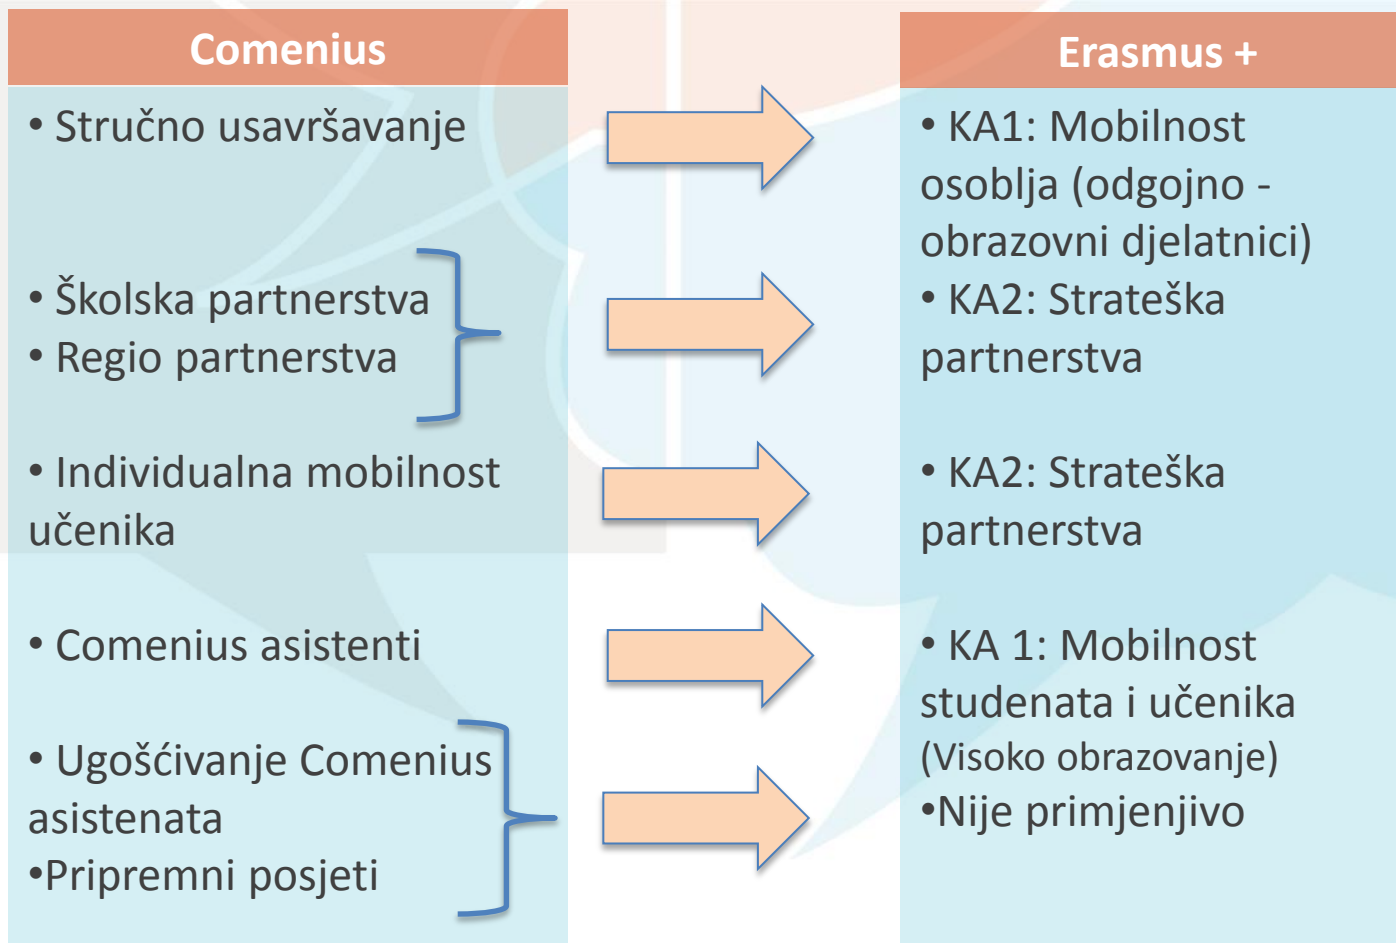 Comenius
• Stručno usavršavanje
• Školska partnerstva
• Regio partnerstva
• Individualna mobilnost
učenika
• Comenius asistenti
• Ugošćivanje Comenius
asistenata
•Pripremni posjeti
Erasmus +
• KA1: Mobilnost
osoblja (odgojno -
obrazovni djelatnici)
• KA2: Strateška
partnerstva
• KA2: Strateška
partnerstva
• KA 1: Mobilnost
studenata i učenika
(Visoko obrazovanje)
•Nije primjenjivo